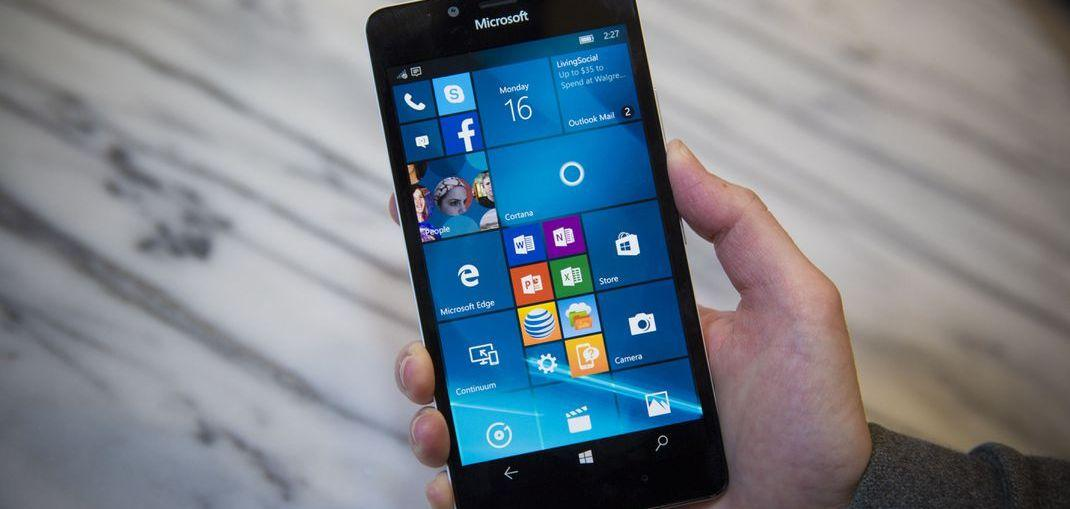 Microsoft
2:27
Monday
16
LivingSocial
Up to $35 to
Spend at Walgre...
Outlook Mail 2
People
Cortana
Microsoft Edge
Store
Continuum
Camera